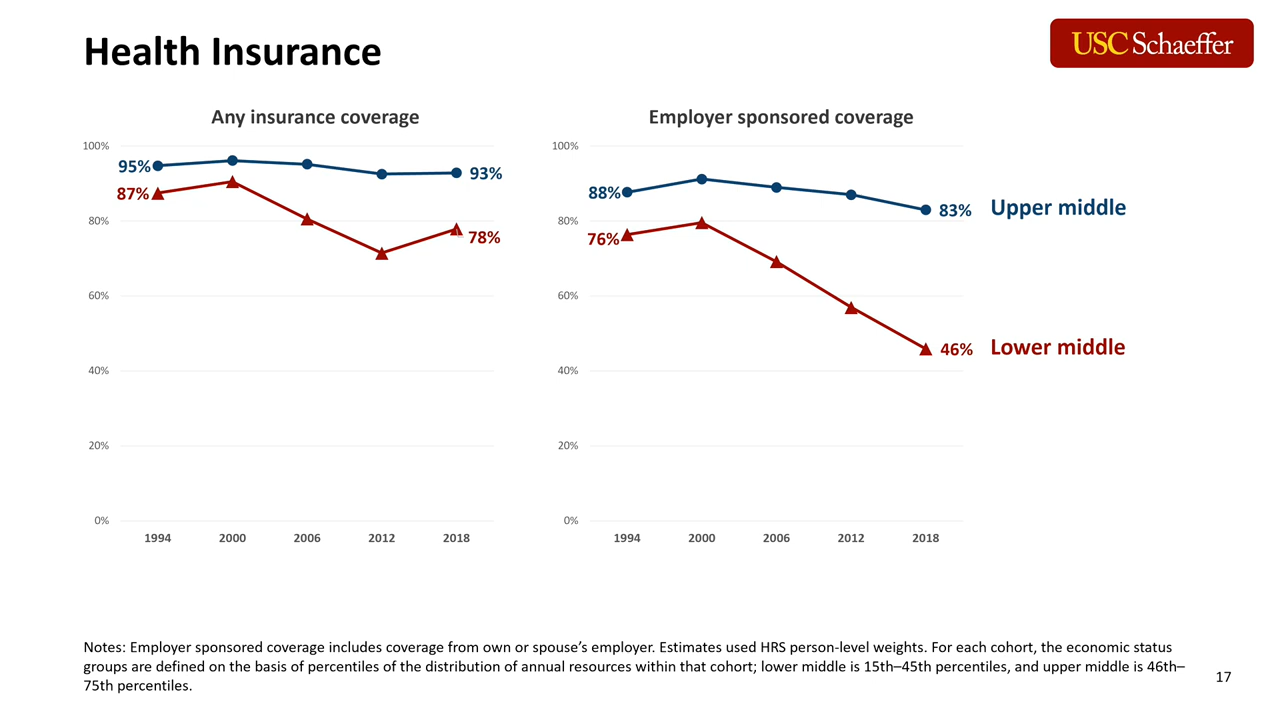 Health Insurance
USC Schaeffer
Any insurance coverage
100%
80%
60%
40%
20%
0%
95%
87%
93%
78%
1994 2000 2006 2012 2018
Employer sponsored coverage
100%
80%
60%
40%
20%
0%
88%
76%
83%
46%
Upper middle
Lower middle
1994 2000 2006 2012 2018
Notes: Employer sponsored coverage includes coverage from own or spouse’s employer. Estimates used HRS person-level weights. For each cohort, the economic status
groups are defined on the basis of percentiles of the distribution of annual resources within that cohort; lower middle is 15th–45th percentiles, and upper middle is 46th–
75th percentiles.
17